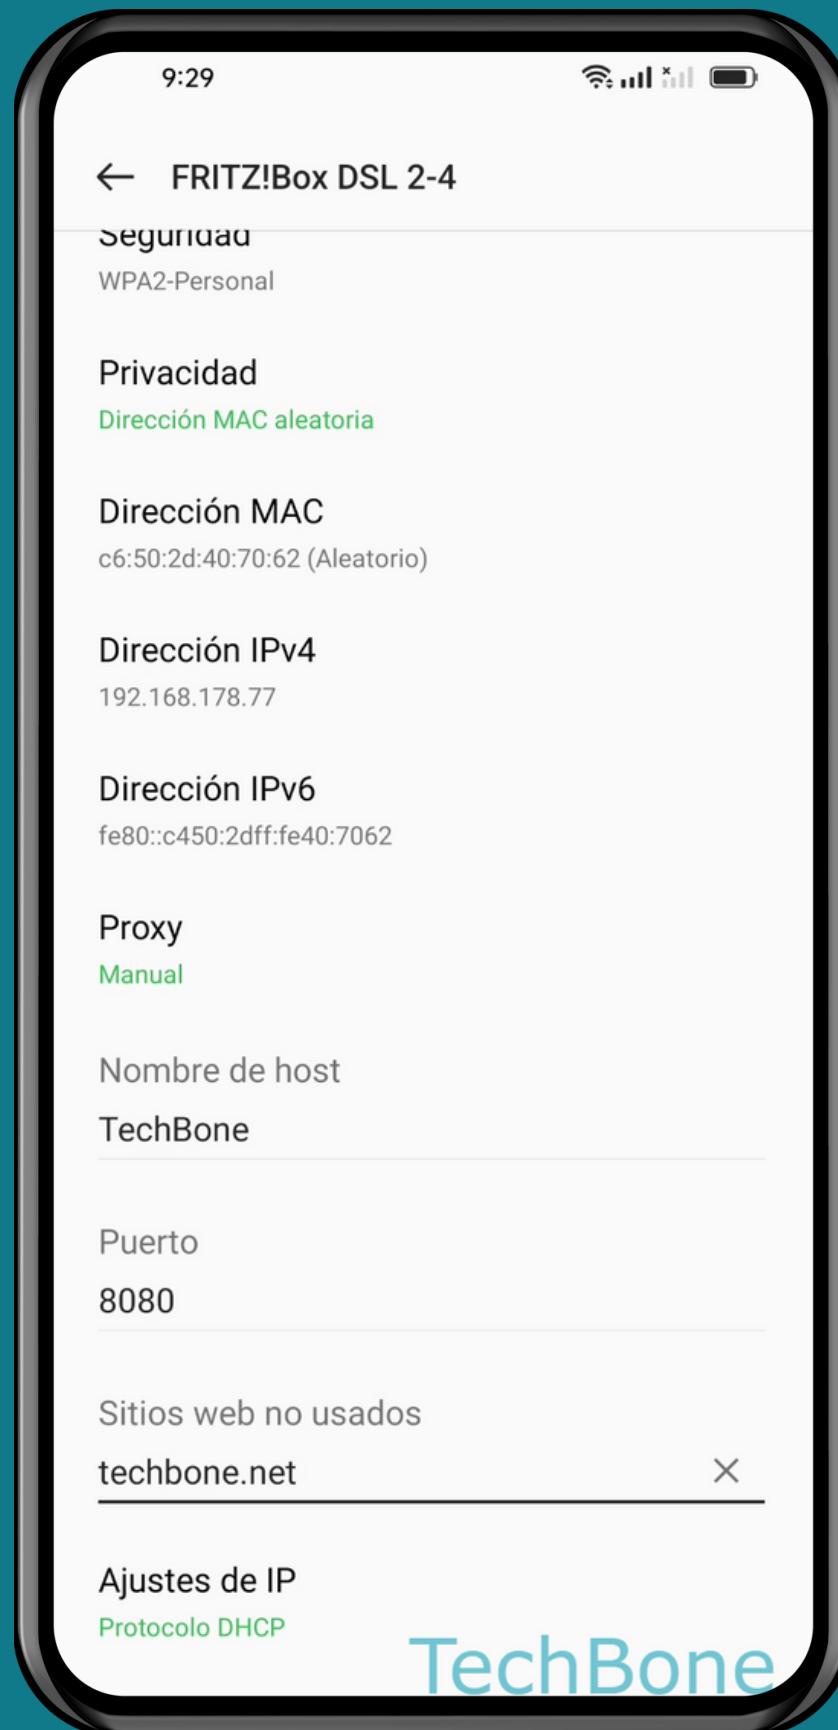 9:29
FRITZ!Box DSL 2-4
Seguridad
WPA2-Personal
Privacidad
Dirección MAC aleatoria
Dirección MAC
c6:50:2d:40:70:62 (Aleatorio)
Dirección IPv4
192.168.178.77
Dirección IPv6
fe80::c450:2dff:fe40:7062
Proxy
Manual
Nombre de host
TechBone
Puerto
8080
Sitios web no usados
techbone.net
Ajustes de IP
Protocolo DHCP
TechBone